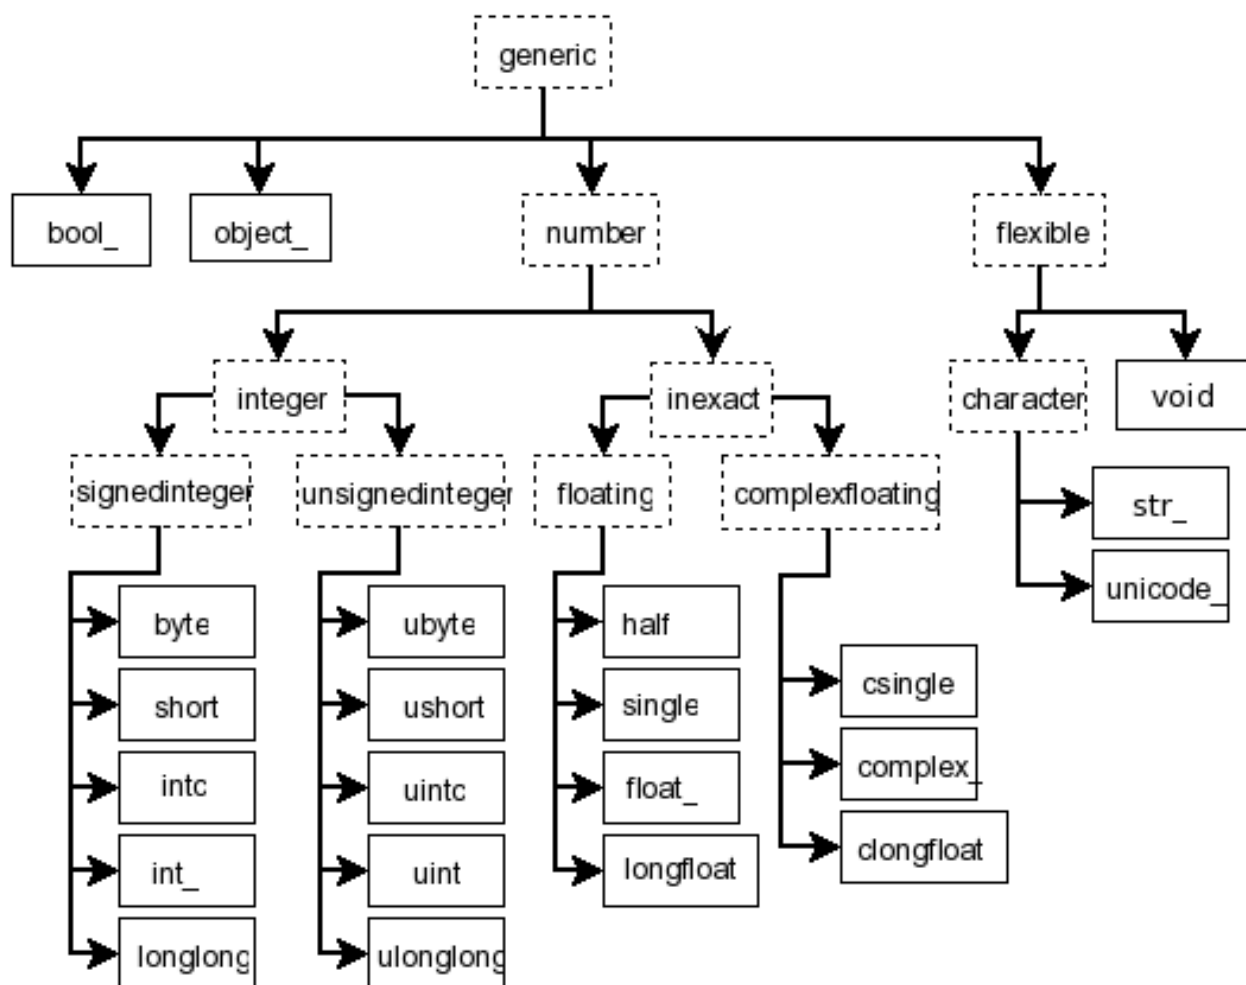 generic
bool_
object_
number
flexible
integer
inexact
character
void
signedinteger
unsignedinteger
floating
complexfloating
str_
unicode_
byte
ubyte
half
csingle
short
ushort
single
complex_
intc
uintc
float_
clongfloat
int_
uint
longfloat
longlong
ulonglong